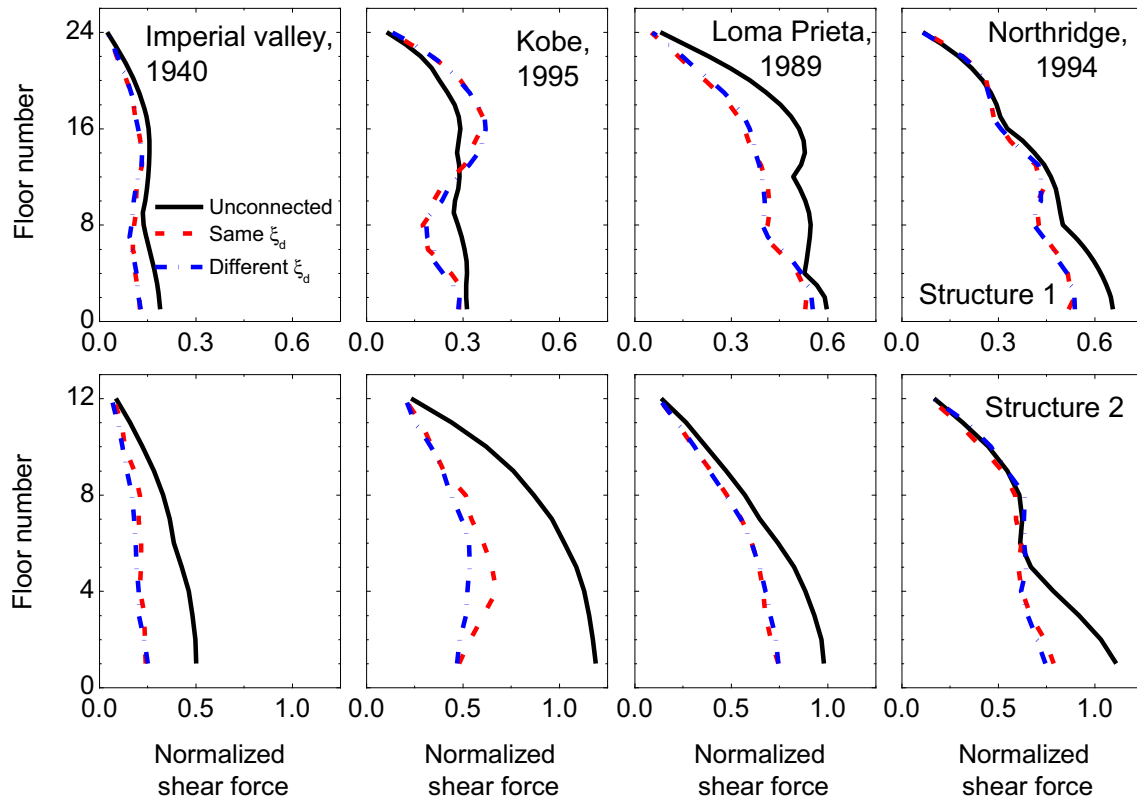 Imperial valley,
1940
Kobe,
1995
Loma Prieta,
1989
Northridge,
1994
Floor number
24
16
8
0
Unconnected
Same ξd
Different ξd
Structure 1
0.0 0.3 0.6
0.0 0.3 0.6
0.0 0.3 0.6
0.0 0.3 0.6
Structure 2
Floor number
12
8
4
0
0.0 0.5 1.0
0.0 0.5 1.0
0.0 0.5 1.0
0.0 0.5 1.0
Normalized
shear force
Normalized
shear force
Normalized
shear force
Normalized
shear force